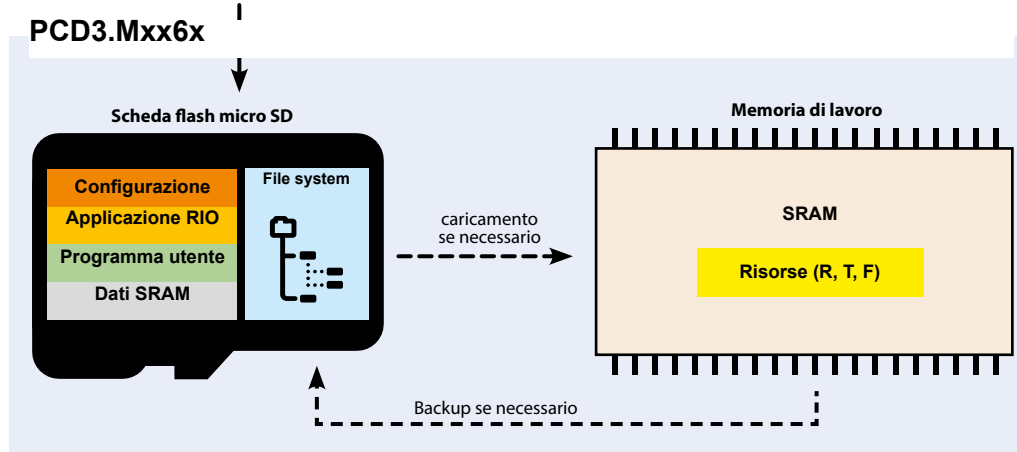 PCD3.Mxx6x
Scheda flash micro SD
Memoria di lavoro
Configurazione
Applicazione RIO
Programma utente
Dati SRAM
File system
caricamento
se necessario
SRAM
Risorse (R, T, F)
Backup se necessario